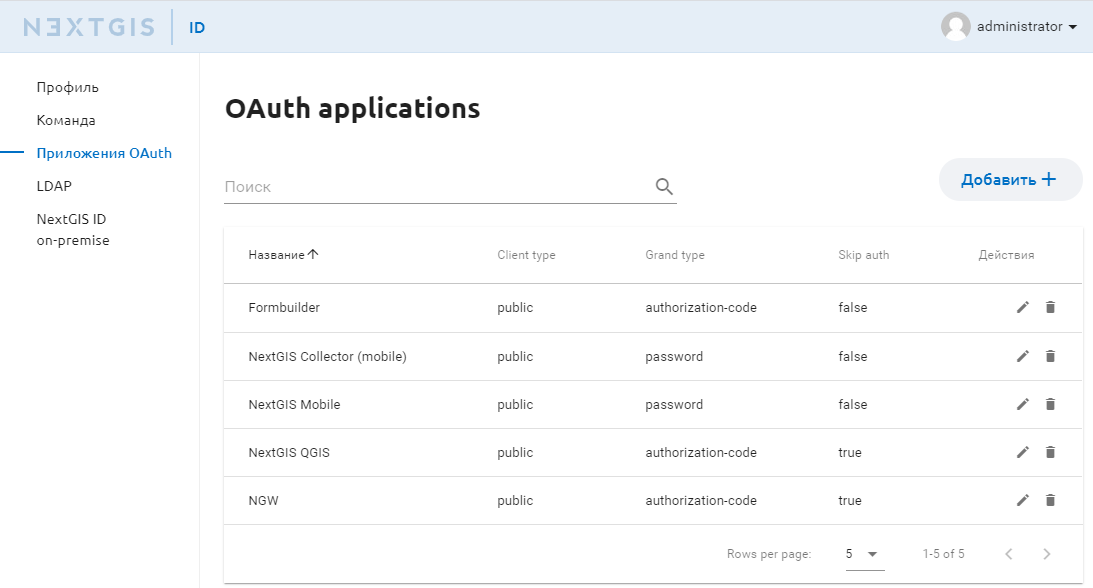 NEXTGIS ID administrator
Профиль
Команда
Приложения OAuth
LDAP
NextGIS ID
on-premise
OAuth applications
Поиск
Добавить +
Название Client type Grand type Skip auth Действия
Formbuilder public authorization-code false
NextGIS Collector (mobile) public password false
NextGIS Mobile public password false
NextGIS QGIS public authorization-code true
NGW public authorization-code true
Rows per page: 5 1-5 of 5